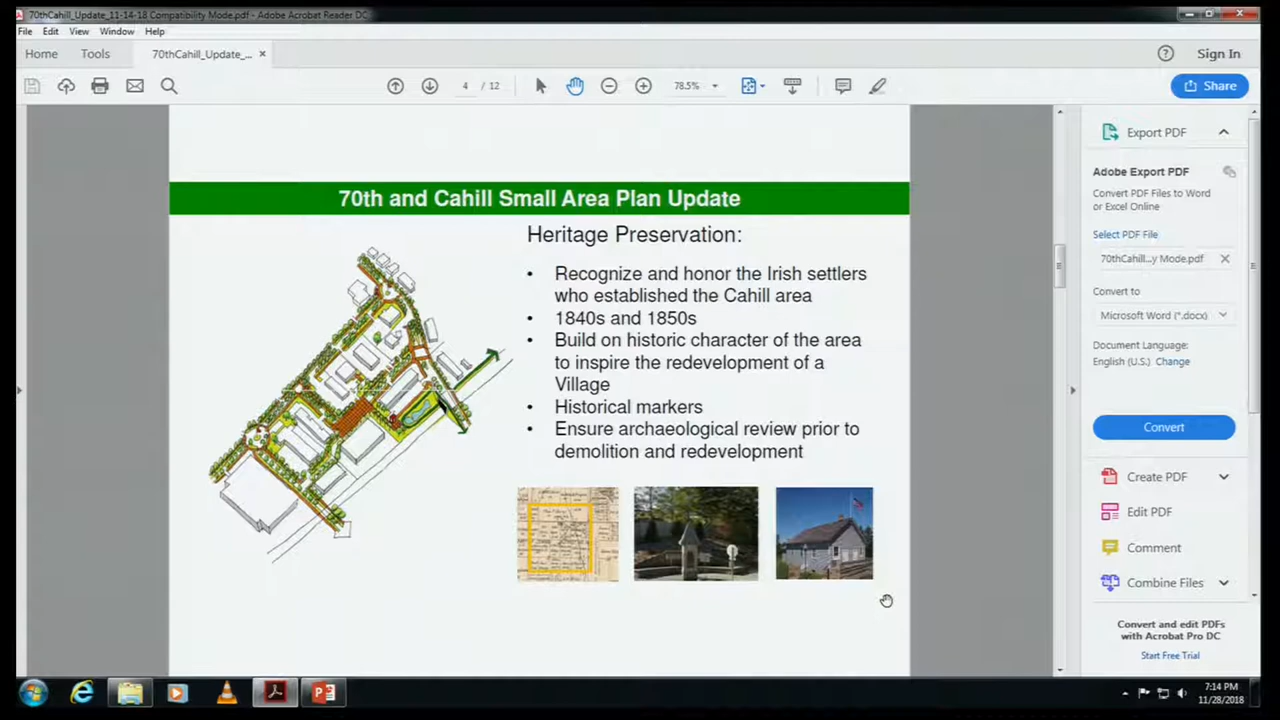 70thCahill_Update_11-14-18 Compatibility Mode.pdf - Adobe Acrobat Reader DC
File Edit View Window Help
Home Tools 70thCahill_Update_... Sign In
4 / 12 78.5% Share
Export PDF
Adobe Export PDF
Convert PDF Files to Word
or Excel Online
Select PDF File
70thCahill...y Mode.pdf
Convert to
Microsoft Word (*.docx)
Document Language:
English (U.S.) Change
Convert
Create PDF
Edit PDF
Comment
Combine Files
Convert and edit PDFs
with Acrobat Pro DC
Start Free Trial
70th and Cahill Small Area Plan Update
Heritage Preservation:
• Recognize and honor the Irish settlers
who established the Cahill area
• 1840s and 1850s
• Build on historic character of the area
to inspire the redevelopment of a
Village
• Historical markers
• Ensure archaeological review prior to
demolition and redevelopment
7:14 PM
11/28/2018